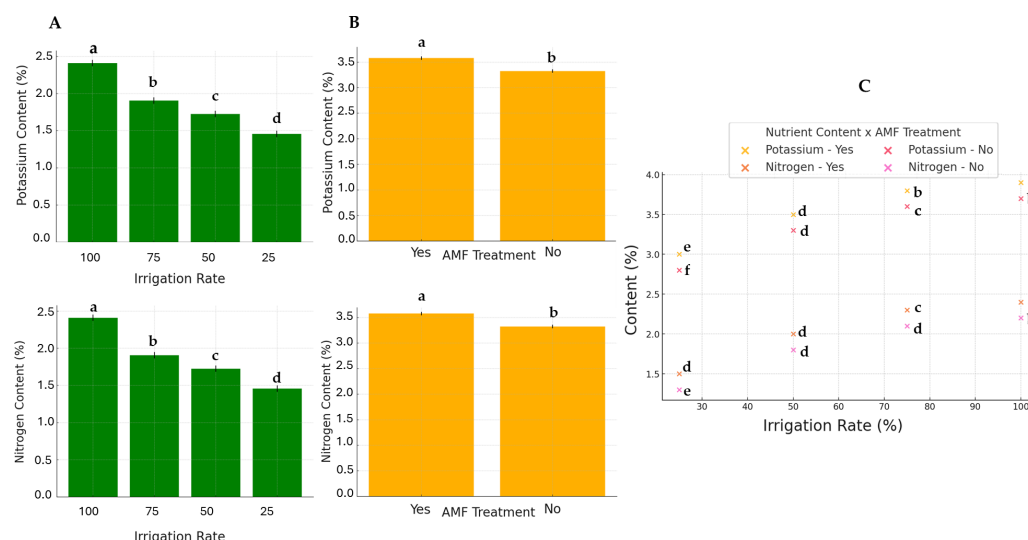 A
Potassium Content (%)
2.5
2.0
1.5
1.0
0.5
0.0
a
b
c
d
100 75 50 25
Irrigation Rate
Nitrogen Content (%)
2.5
2.0
1.5
1.0
0.5
0.0
a
b
c
d
100 75 50 25
Irrigation Rate
B
Potassium Content (%)
3.5
3.0
2.5
2.0
1.5
1.0
0.5
0.0
a
b
Yes AMF Treatment No
Nitrogen Content (%)
3.5
3.0
2.5
2.0
1.5
1.0
0.5
0.0
a
b
Yes AMF Treatment No
C
Nutrient Content x AMF Treatment
Potassium - Yes Potassium - No
Nitrogen - Yes Nitrogen - No
Content (%)
4.0
3.5
3.0
2.5
2.0
1.5
e
f
d
d
b
c
d
e
d
d
c
d
30 40 50 60 70 80 90 100
Irrigation Rate (%)